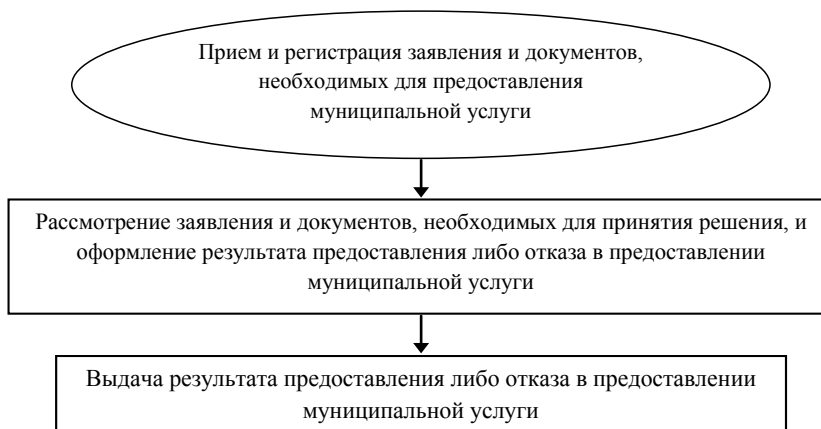 Прием и регистрация заявления и документов,
необходимых для предоставления
муниципальной услуги
Рассмотрение заявления и документов, необходимых для принятия решения, и
оформление результата предоставления либо отказа в предоставлении
муниципальной услуги
Выдача результата предоставления либо отказа в предоставлении
муниципальной услуги